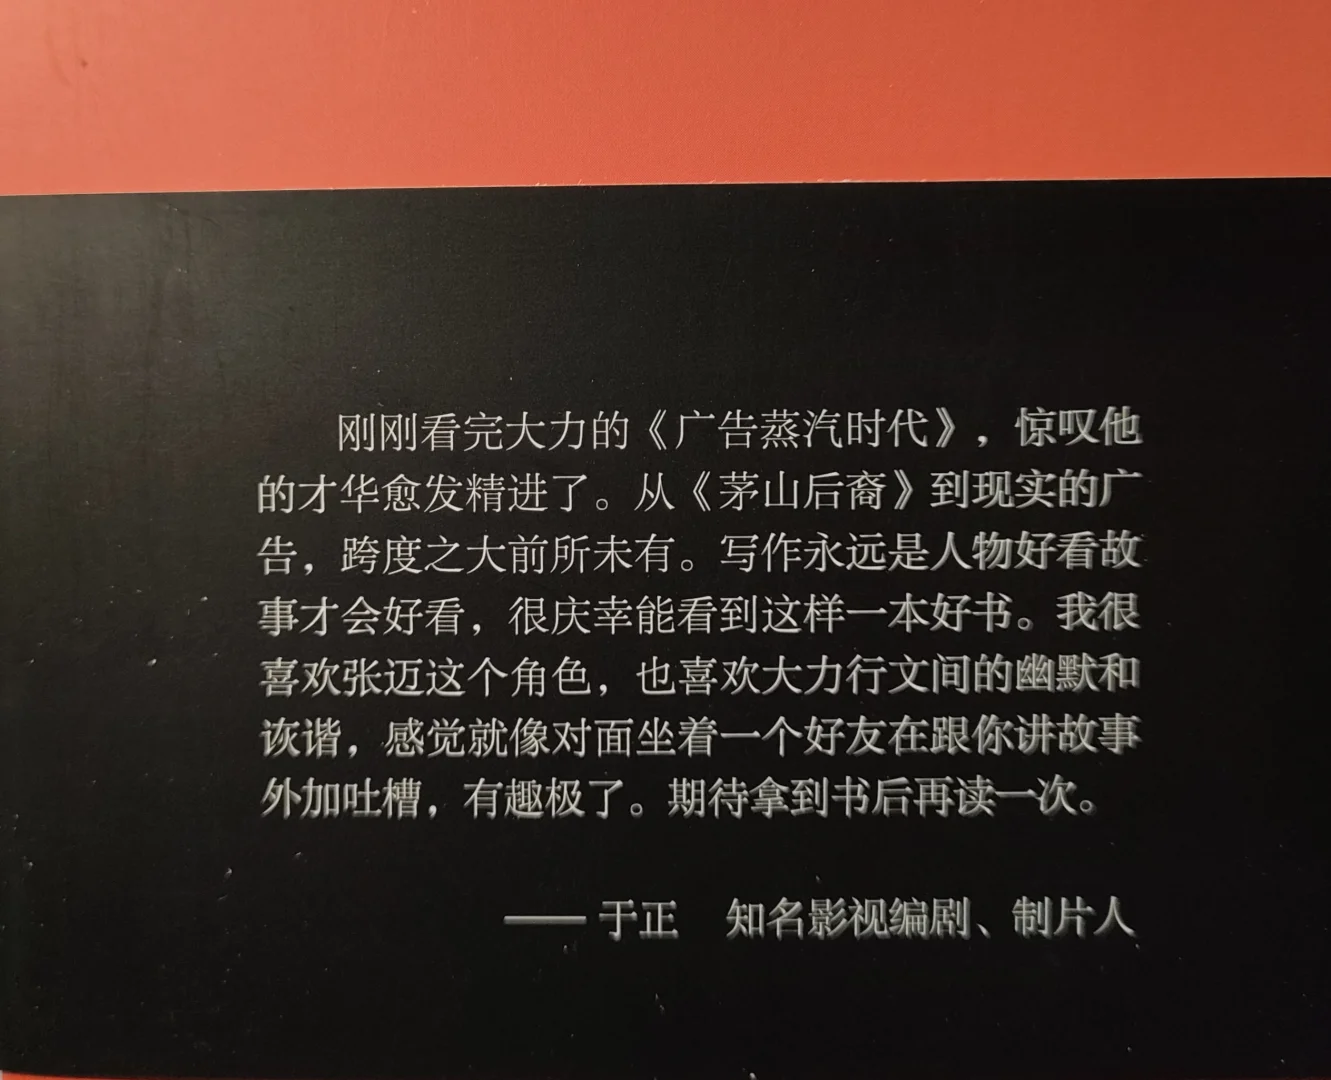 刚刚看完大力的《广告蒸汽时代》，惊叹他
的才华愈发精进了。从《茅山后裔》到现实的广
告，跨度之大前所未有。写作永远是人物好看故
事才会好看，很庆幸能看到这样一本好书。我很
喜欢张迈这个角色，也喜欢大力行文间的幽默和
诙谐，感觉就像对面坐着一个好友在跟你讲故事
外加吐槽，有趣极了。期待拿到书后再读一次。
——于正 知名影视编剧、制片人